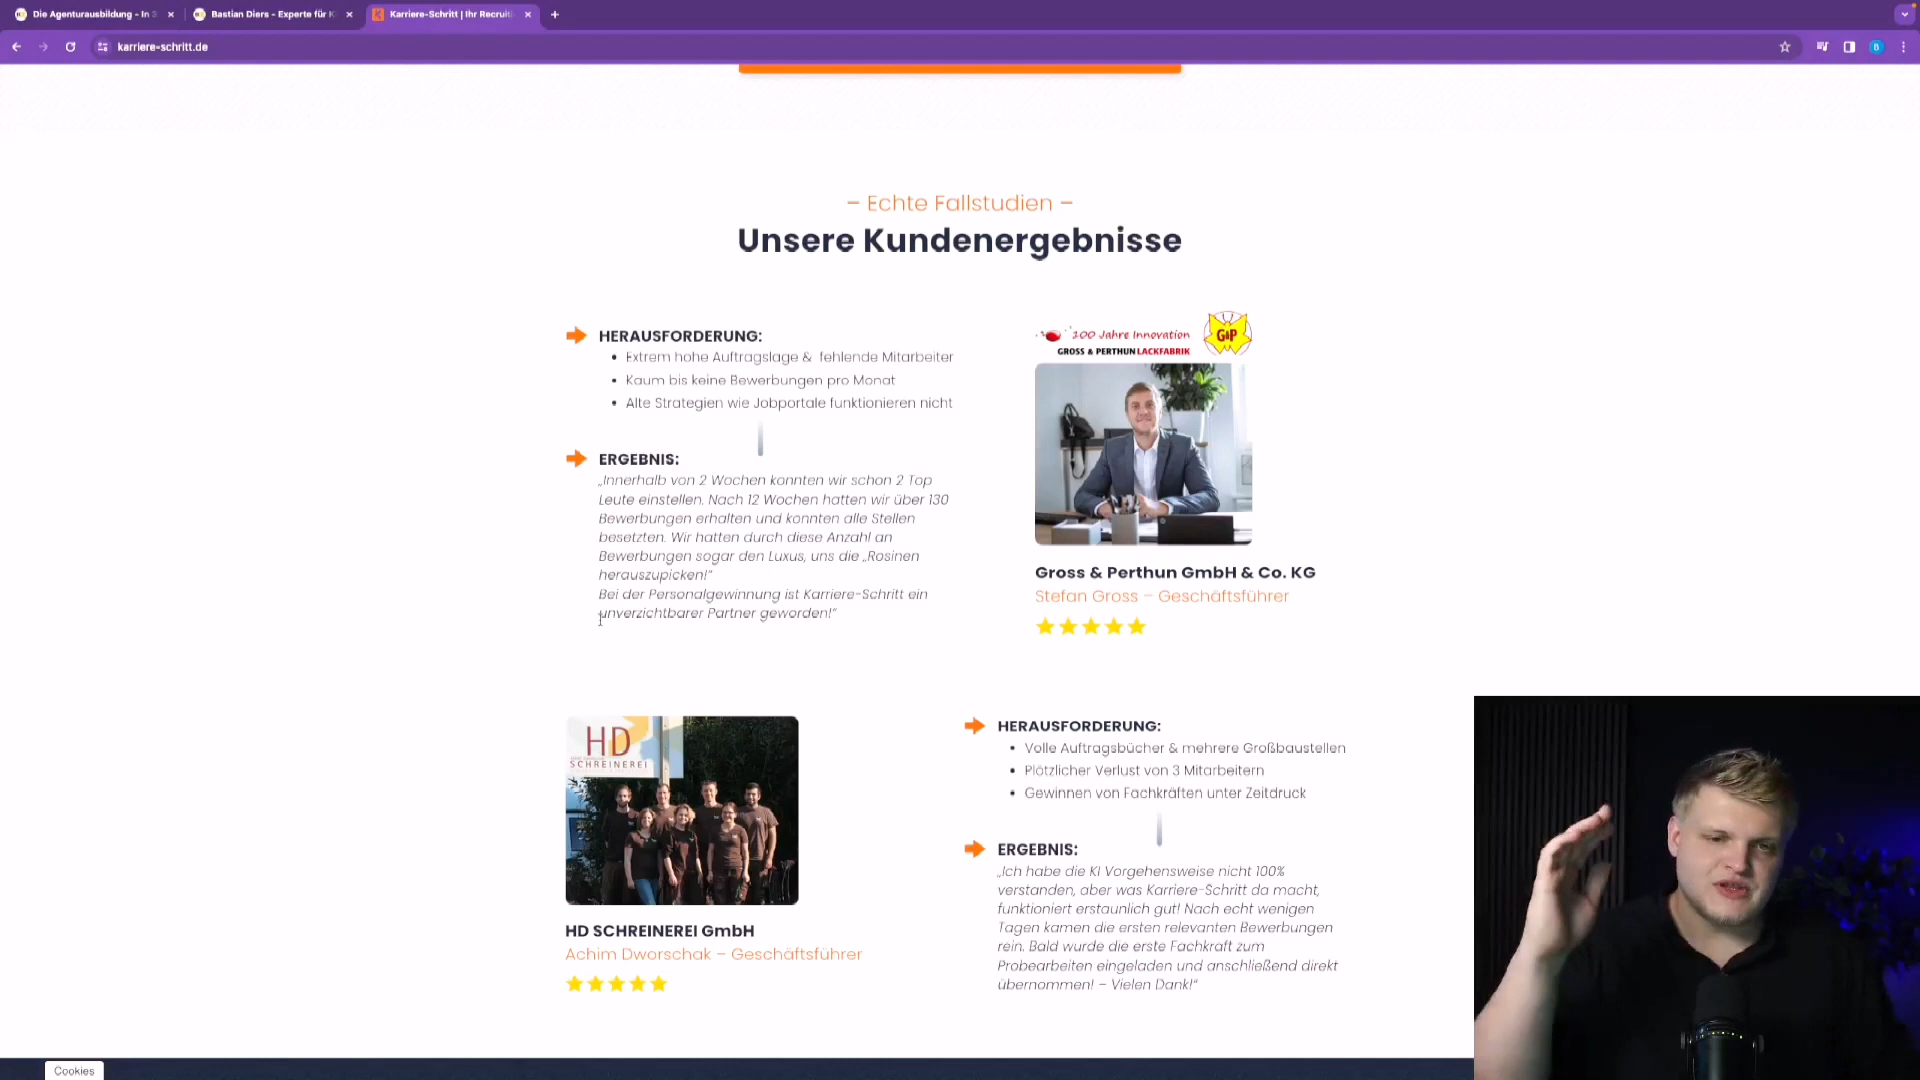 Die Agenturausbildung - In 3
Bastian Diers - Experte für K
Karriere-Schritt | Ihr Recruiti
karriere-schritt.de
B
– Echte Fallstudien –
Unsere Kundenergebnisse
HERAUSFORDERUNG:
• Extrem hohe Auftragslage & fehlende Mitarbeiter
• Kaum bis keine Bewerbungen pro Monat
• Alte Strategien wie Jobportale funktionieren nicht
ERGEBNIS:
„Innerhalb von 2 Wochen konnten wir schon 2 Top
Leute einstellen. Nach 12 Wochen hatten wir über 130
Bewerbungen erhalten und konnten alle Stellen
besetzten. Wir hatten durch diese Anzahl an
Bewerbungen sogar den Luxus, uns die „Rosinen
herauszupicken!“
Bei der Personalgewinnung ist Karriere-Schritt ein
unverzichtbarer Partner geworden!“
100 Jahre Innovation
GROSS & PERTHUN LACKFABRIK
G&P
Gross & Perthun GmbH & Co. KG
Stefan Gross – Geschäftsführer
HD
SCHREINEREI
HD SCHREINEREI GmbH
Achim Dworschak – Geschäftsführer
HERAUSFORDERUNG:
• Volle Auftragsbücher & mehrere Großbaustellen
• Plötzlicher Verlust von 3 Mitarbeitern
• Gewinnen von Fachkräften unter Zeitdruck
ERGEBNIS:
„Ich habe die KI Vorgehensweise nicht 100%
verstanden, aber was Karriere-Schritt da macht,
funktioniert erstaunlich gut! Nach echt wenigen
Tagen kamen die ersten relevanten Bewerbungen
rein. Bald wurde die erste Fachkraft zum
Probearbeiten eingeladen und anschließend direkt
übernommen! – Vielen Dank!“
Cookies